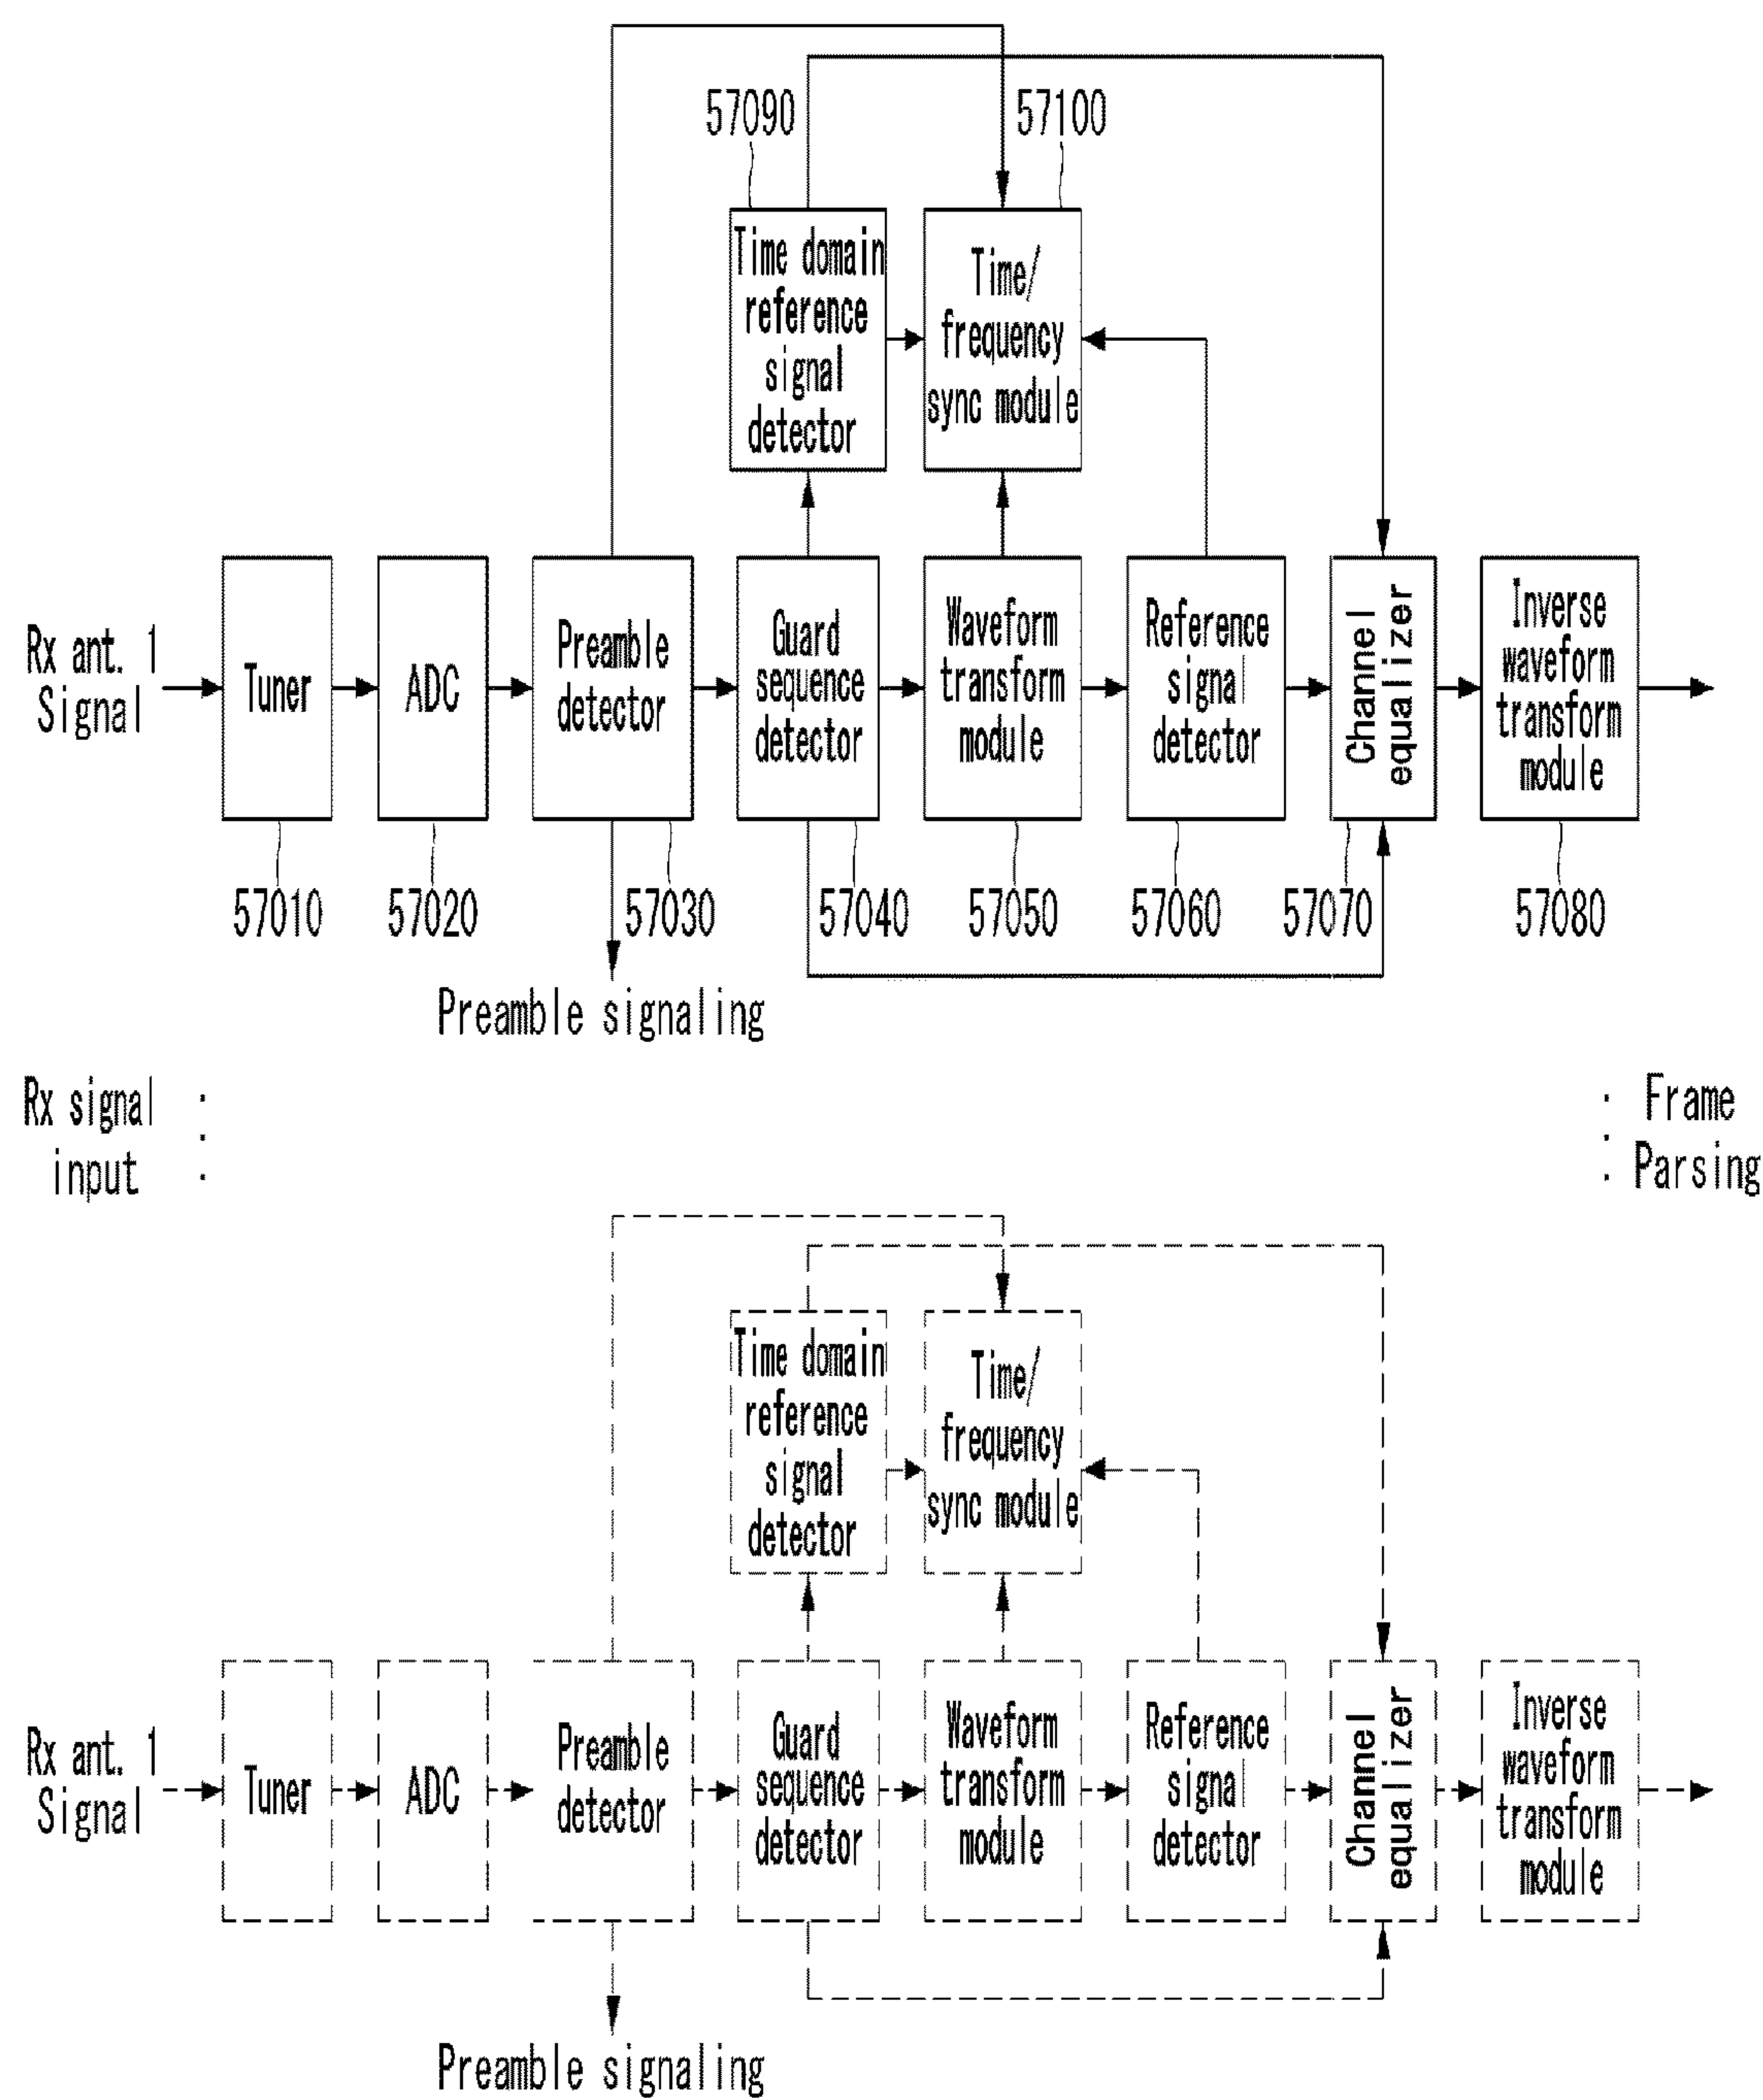 57090
57100
Time domain
reference
signal
detector
Time/
frequency
sync module
Rx ant. 1
Signal
Tuner
ADC
Preamble
detector
Guard
sequence
detector
Waveform
transform
module
Reference
signal
detector
Channel
equalizer
Inverse
waveform
transform
module
57010
57020
57030
57040
57050
57060
57070
57080
Preamble signaling
Rx signal
input
Frame
Parsing
Time domain
reference
signal
detector
Time/
frequency
sync module
Rx ant. 1
Signal
Tuner
ADC
Preamble
detector
Guard
sequence
detector
Waveform
transform
module
Reference
signal
detector
Channel
equalizer
Inverse
waveform
transform
module
Preamble signaling